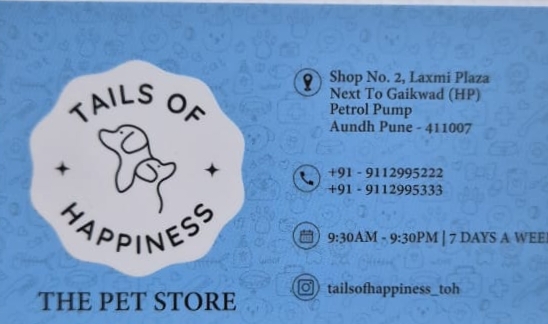 TAILS OF
HAPPINESS
THE PET STORE
Shop No. 2, Laxmi Plaza
Next To Gaikwad (HP)
Petrol Pump
Aundh Pune - 411007
+91 - 9112995222
+91 - 9112995333
9:30AM - 9:30PM | 7 DAYS A WEE
tailsofhappiness_toh